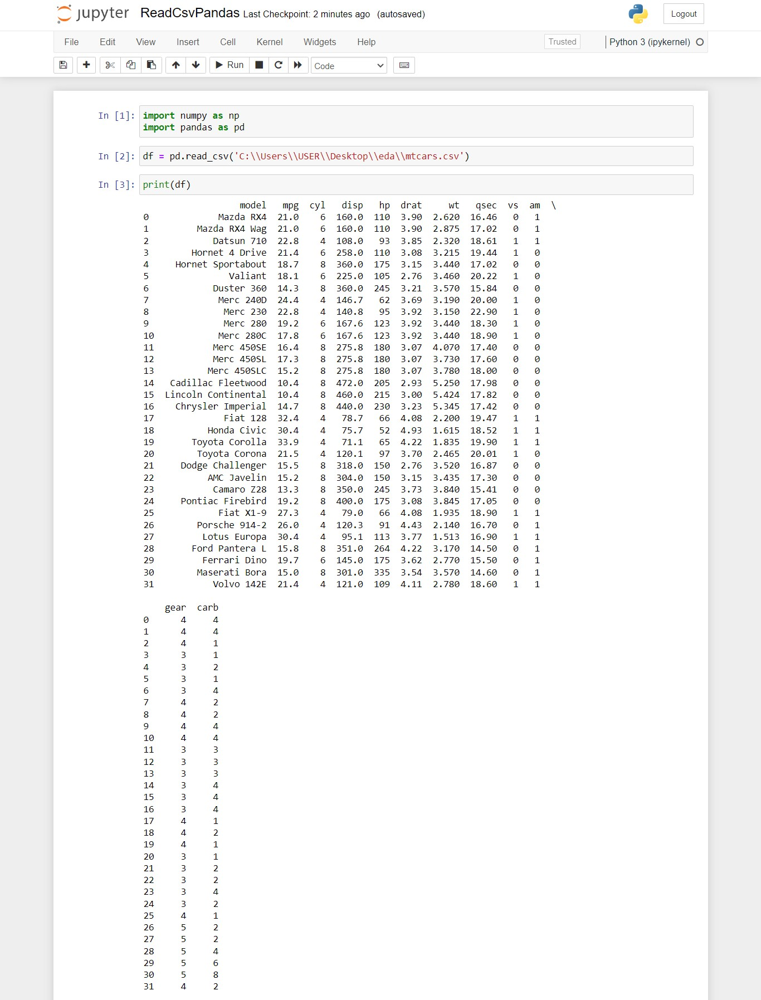 jupyter ReadCsvPandas Last Checkpoint: 2 minutes ago (autosaved) Logout
File Edit View Insert Cell Kernel Widgets Help Trusted Python 3 (ipykernel)
Run Code
In [1]: import numpy as np
import pandas as pd
In [2]: df = pd.read_csv('C:\\Users\\USER\\Desktop\\eda\\mtcars.csv')
In [3]: print(df)
model mpg cyl disp hp drat wt qsec vs am \
0 Mazda RX4 21.0 6 160.0 110 3.90 2.620 16.46 0 1
1 Mazda RX4 Wag 21.0 6 160.0 110 3.90 2.875 17.02 0 1
2 Datsun 710 22.8 4 108.0 93 3.85 2.320 18.61 1 1
3 Hornet 4 Drive 21.4 6 258.0 110 3.08 3.215 19.44 1 0
4 Hornet Sportabout 18.7 8 360.0 175 3.15 3.440 17.02 0 0
5 Valiant 18.1 6 225.0 105 2.76 3.460 20.22 1 0
6 Duster 360 14.3 8 360.0 245 3.21 3.570 15.84 0 0
7 Merc 240D 24.4 4 146.7 62 3.69 3.190 20.00 1 0
8 Merc 230 22.8 4 140.8 95 3.92 3.150 22.90 1 0
9 Merc 280 19.2 6 167.6 123 3.92 3.440 18.30 1 0
10 Merc 280C 17.8 6 167.6 123 3.92 3.440 18.90 1 0
11 Merc 450SE 16.4 8 275.8 180 3.07 4.070 17.40 0 0
12 Merc 450SL 17.3 8 275.8 180 3.07 3.730 17.60 0 0
13 Merc 450SLC 15.2 8 275.8 180 3.07 3.780 18.00 0 0
14 Cadillac Fleetwood 10.4 8 472.0 205 2.93 5.250 17.98 0 0
15 Lincoln Continental 10.4 8 460.0 215 3.00 5.424 17.82 0 0
16 Chrysler Imperial 14.7 8 440.0 230 3.23 5.345 17.42 0 0
17 Fiat 128 32.4 4 78.7 66 4.08 2.200 19.47 1 1
18 Honda Civic 30.4 4 75.7 52 4.93 1.615 18.52 1 1
19 Toyota Corolla 33.9 4 71.1 65 4.22 1.835 19.90 1 1
20 Toyota Corona 21.5 4 120.1 97 3.70 2.465 20.01 1 0
21 Dodge Challenger 15.5 8 318.0 150 2.76 3.520 16.87 0 0
22 AMC Javelin 15.2 8 304.0 150 3.15 3.435 17.30 0 0
23 Camaro Z28 13.3 8 350.0 245 3.73 3.840 15.41 0 0
24 Pontiac Firebird 19.2 8 400.0 175 3.08 3.845 17.05 0 0
25 Fiat X1-9 27.3 4 79.0 66 4.08 1.935 18.90 1 1
26 Porsche 914-2 26.0 4 120.3 91 4.43 2.140 16.70 0 1
27 Lotus Europa 30.4 4 95.1 113 3.77 1.513 16.90 1 1
28 Ford Pantera L 15.8 8 351.0 264 4.22 3.170 14.50 0 1
29 Ferrari Dino 19.7 6 145.0 175 3.62 2.770 15.50 0 1
30 Maserati Bora 15.0 8 301.0 335 3.54 3.570 14.60 0 1
31 Volvo 142E 21.4 4 121.0 109 4.11 2.780 18.60 1 1
gear carb
0 4 4
1 4 4
2 4 1
3 3 1
4 3 2
5 3 1
6 3 4
7 4 2
8 4 2
9 4 4
10 4 4
11 3 3
12 3 3
13 3 3
14 3 4
15 3 4
16 3 4
17 4 1
18 4 2
19 4 1
20 3 1
21 3 2
22 3 2
23 3 4
24 3 2
25 4 1
26 5 2
27 5 2
28 5 4
29 5 6
30 5 8
31 4 2